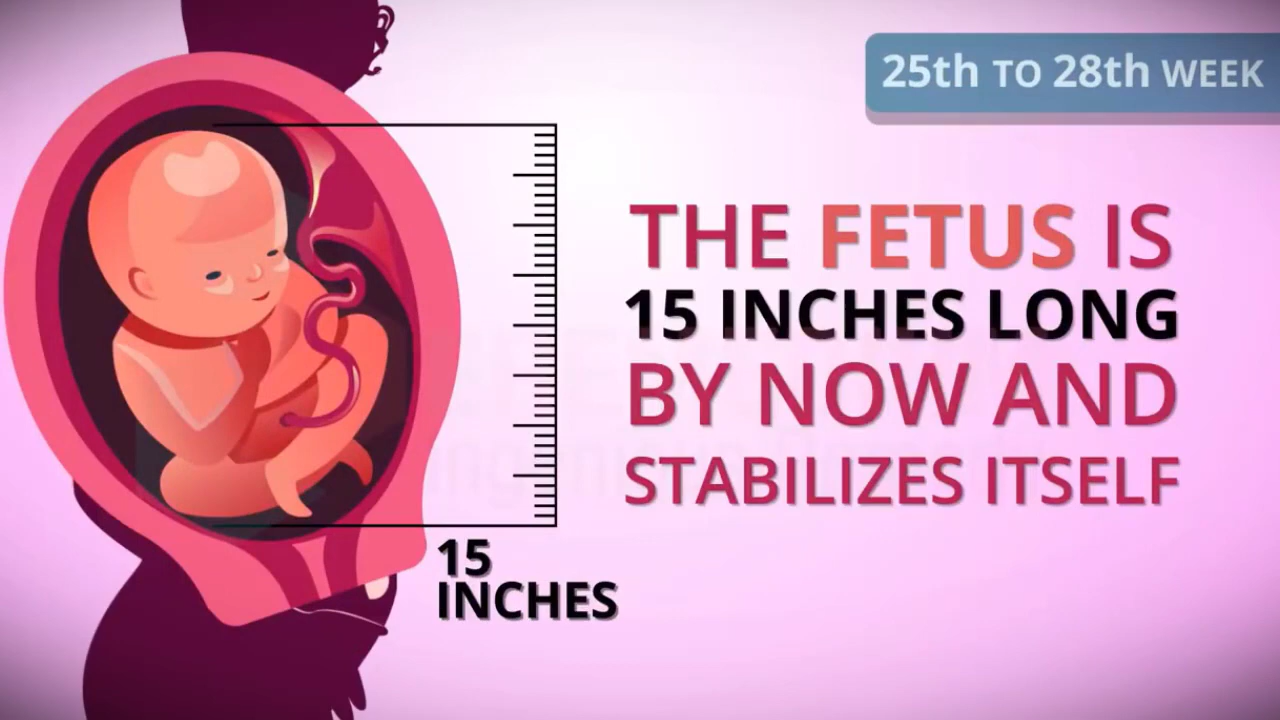 25th TO 28th WEEK
THE FETUS IS
15 INCHES LONG
BY NOW AND
STABILIZES ITSELF
15
INCHES